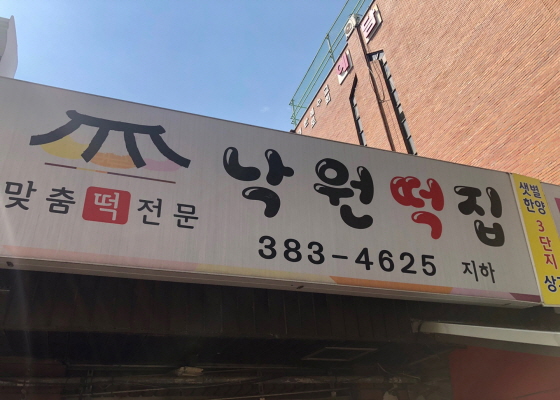 맞춤떡전문
낙원떡집
383-4625 지하
샛별
한양
3
단
지